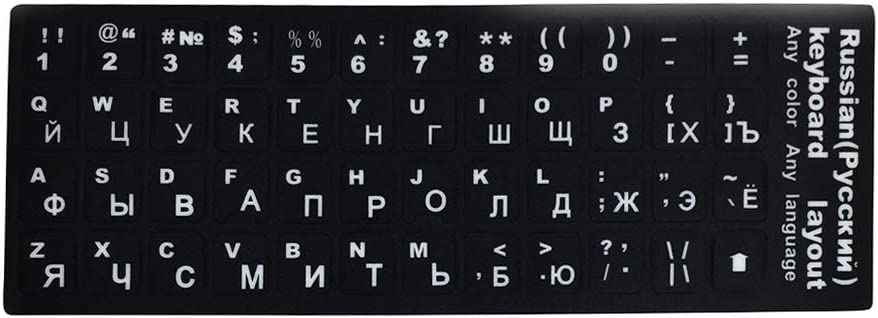 !! @“ #№ $; %% ^: &? ** (( )) – +
1 2 3 4 5 6 7 8 9 0 - =
Q W E R T Y U I O P { }
Й Ц У К Е Н Г Ш Щ З [Х ]Ъ
A S D F G H J K L : ” ~
Ф Ы В А П Р О Л Д ;Ж ,Э `Ё
Z X C V B N M < > ?, \/
Я Ч С М И Т Ь ,Б .Ю /. |\
Russian(Русский)
keyboard layout
Any color Any language